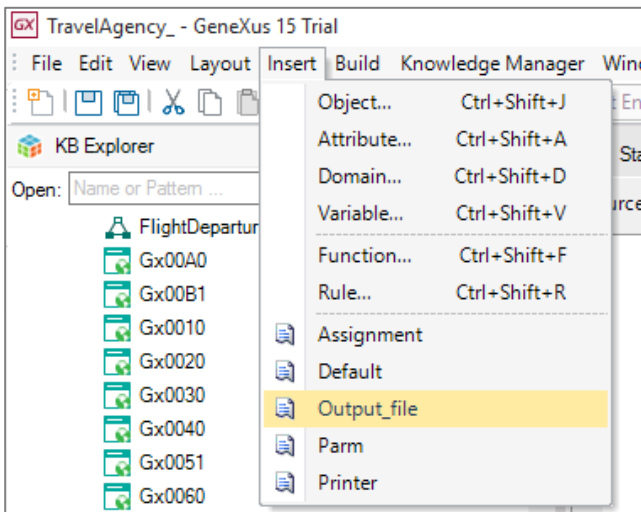 GX TravelAgency_ - GeneXus 15 Trial
File Edit View Layout Insert Build Knowledge Manager
KB Explorer
Open: Name or Pattern ...
FlightDepartur
Gx00A0
Gx00B1
Gx0010
Gx0020
Gx0030
Gx0040
Gx0051
Gx0060
Object... Ctrl+Shift+J
Attribute... Ctrl+Shift+A
Domain... Ctrl+Shift+D
Variable... Ctrl+Shift+V
Function... Ctrl+Shift+F
Rule... Ctrl+Shift+R
Assignment
Default
Output_file
Parm
Printer